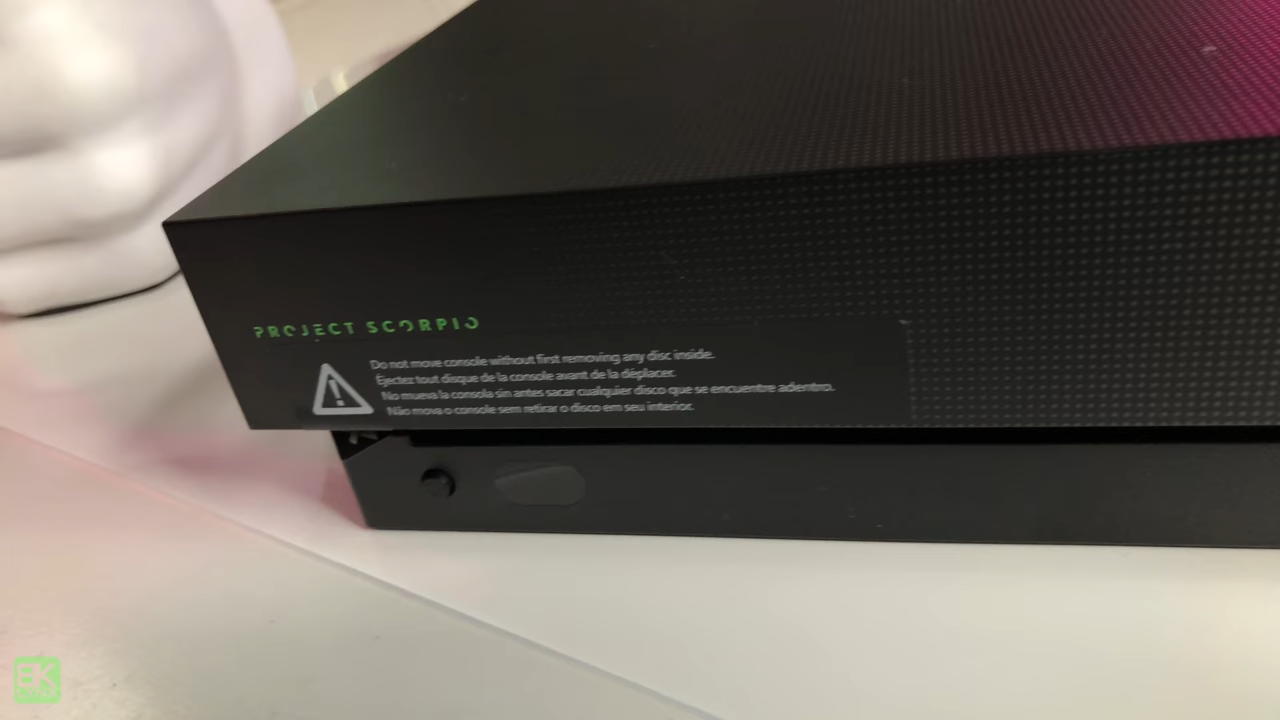 PROJECT SCORPIO
Do not move console without first removing any disc inside.
Éjectez tout disque de la console avant de la déplacer.
No mueva la consola sin antes sacar cualquier disco que se encuentre adentro.
Não mova o console sem retirar o disco em seu interior.
EK